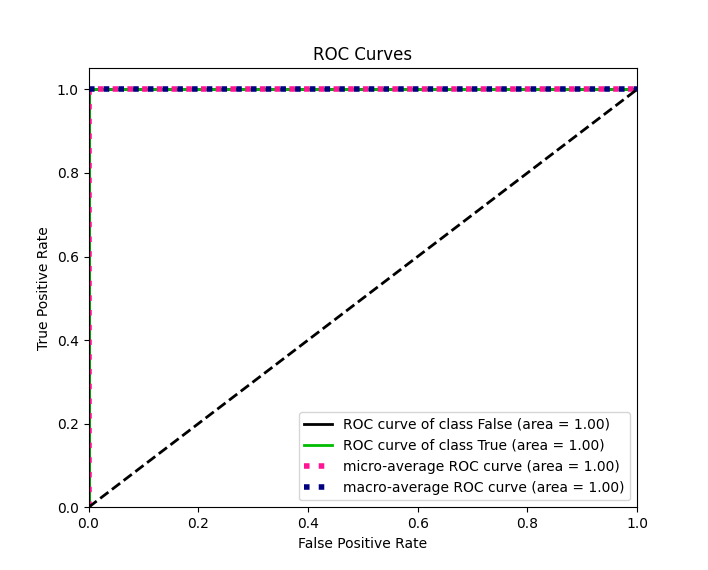 ROC Curves
True Positive Rate
1.0
0.8
0.6
0.4
0.2
0.0
ROC curve of class False (area = 1.00)
ROC curve of class True (area = 1.00)
micro-average ROC curve (area = 1.00)
macro-average ROC curve (area = 1.00)
0.0 0.2 0.4 0.6 0.8 1.0
False Positive Rate